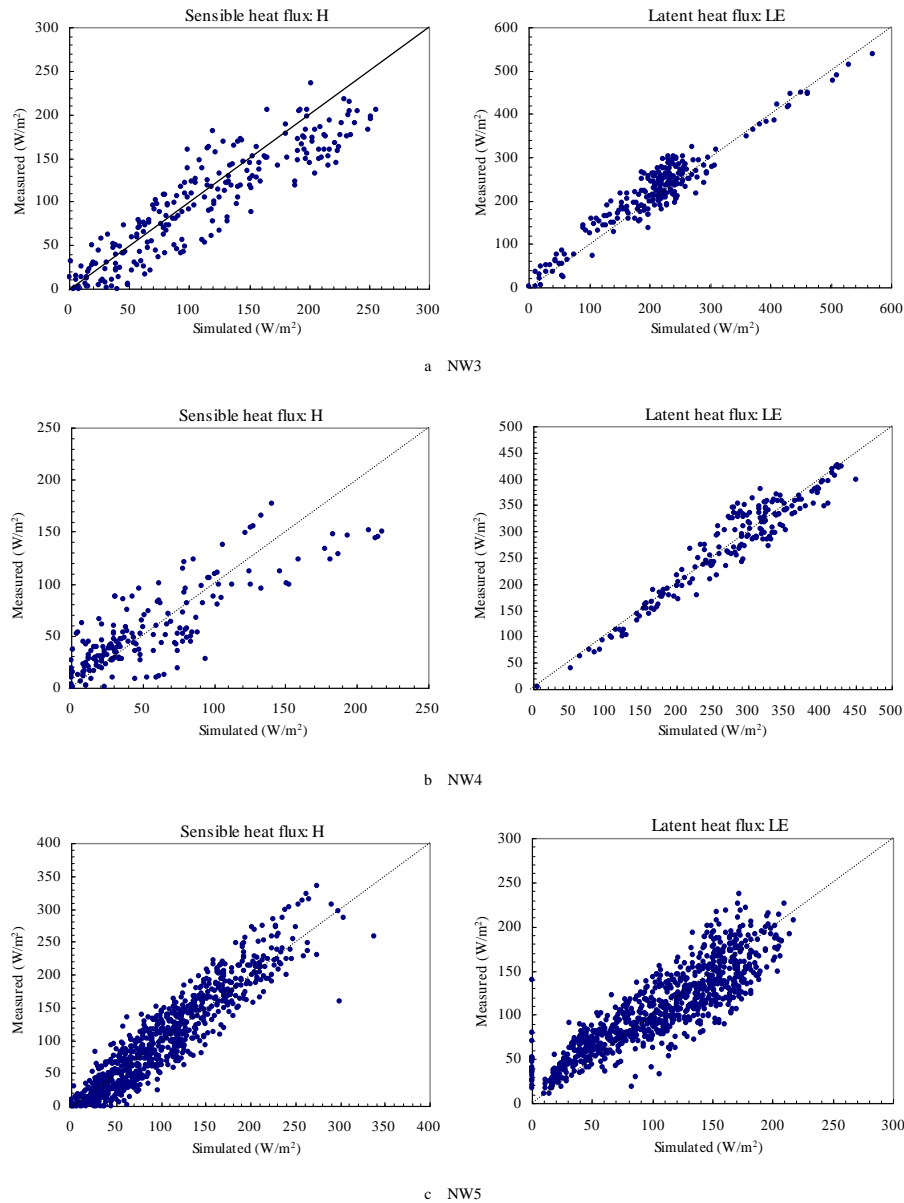 Sensible heat flux: H
300
250
200
150
100
50
0
Measured (W/m²)
0 50 100 150 200 250 300
Simulated (W/m²)
Latent heat flux: LE
600
500
400
300
200
100
0
Measured (W/m²)
0 100 200 300 400 500 600
Simulated (W/m²)
a NW3
Sensible heat flux: H
250
200
150
100
50
0
Measured (W/m²)
0 50 100 150 200 250
Simulated (W/m²)
Latent heat flux: LE
500
450
400
350
300
250
200
150
100
50
0
Measured (W/m²)
0 50 100 150 200 250 300 350 400 450 500
Simulated (W/m²)
b NW4
Sensible heat flux: H
400
350
300
250
200
150
100
50
0
Measured (W/m²)
0 50 100 150 200 250 300 350 400
Simulated (W/m²)
Latent heat flux: LE
300
250
200
150
100
50
0
Measured (W/m²)
0 50 100 150 200 250 300
Simulated (W/m²)
c NW5